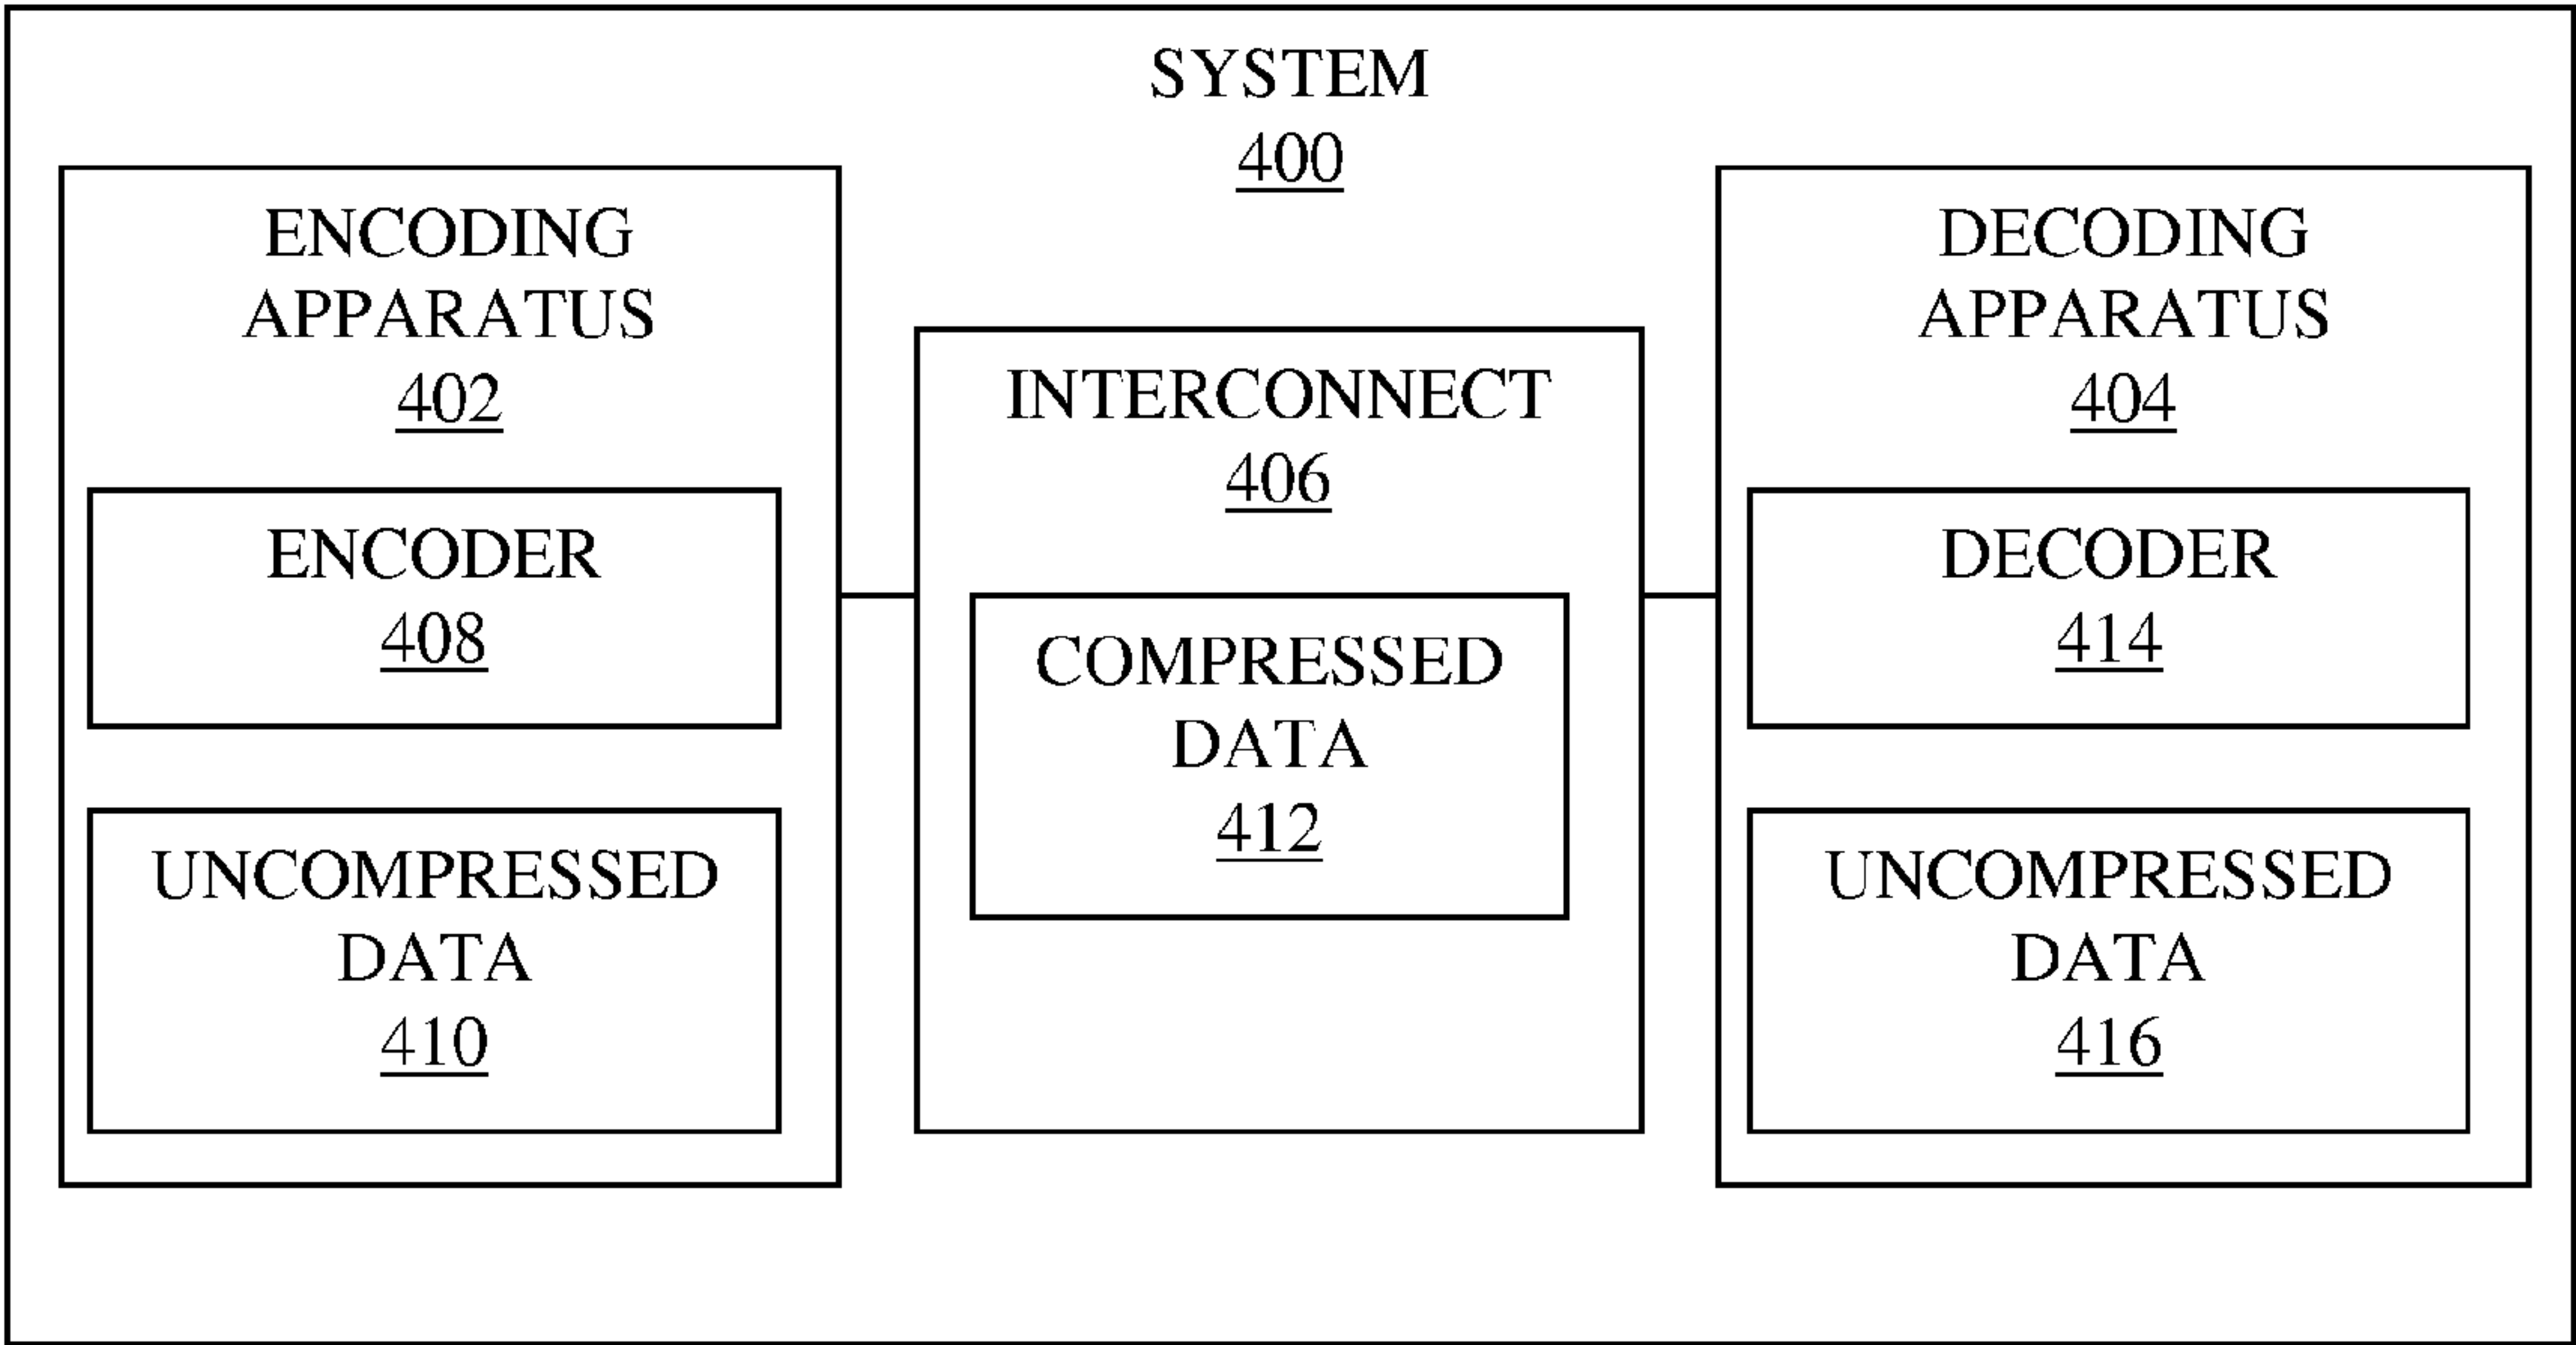 SYSTEM
400
ENCODING
APPARATUS
402
ENCODER
408
UNCOMPRESSED
DATA
410
INTERCONNECT
406
COMPRESSED
DATA
412
DECODING
APPARATUS
404
DECODER
414
UNCOMPRESSED
DATA
416